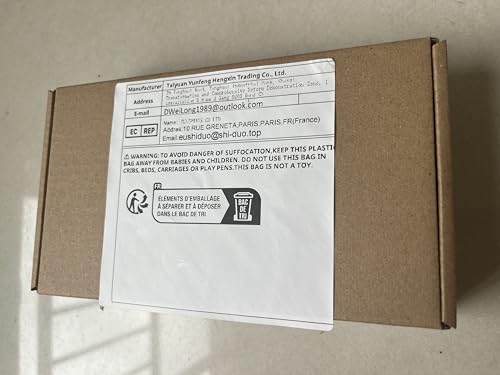 Manufacturer Taiyuan Yunfeng Hengxin Trading Co., Ltd.
Address
E-mail DWeiLong1989@outlook.com
EC REP Name:
Addras:10 RUE GRENETA,PARIS,PARIS,FR(France)
Email:eushiduo@shi-duo.top
WARNING: TO AVOID DANGER OF SUFFOCATION,KEEP THIS PLASTIC
BAG AWAY FROM BABIES AND CHILDREN. DO NOT USE THIS BAG IN
CRIBS, BEDS, CARRIAGES OR PLAY PENS.THIS BAG IS NOT A TOY.
FR
ÉLÉMENTS D'EMBALLAGE
À SÉPARER ET À DÉPOSER
DANS LE BAC DE TRI
BAC
DE
TRI